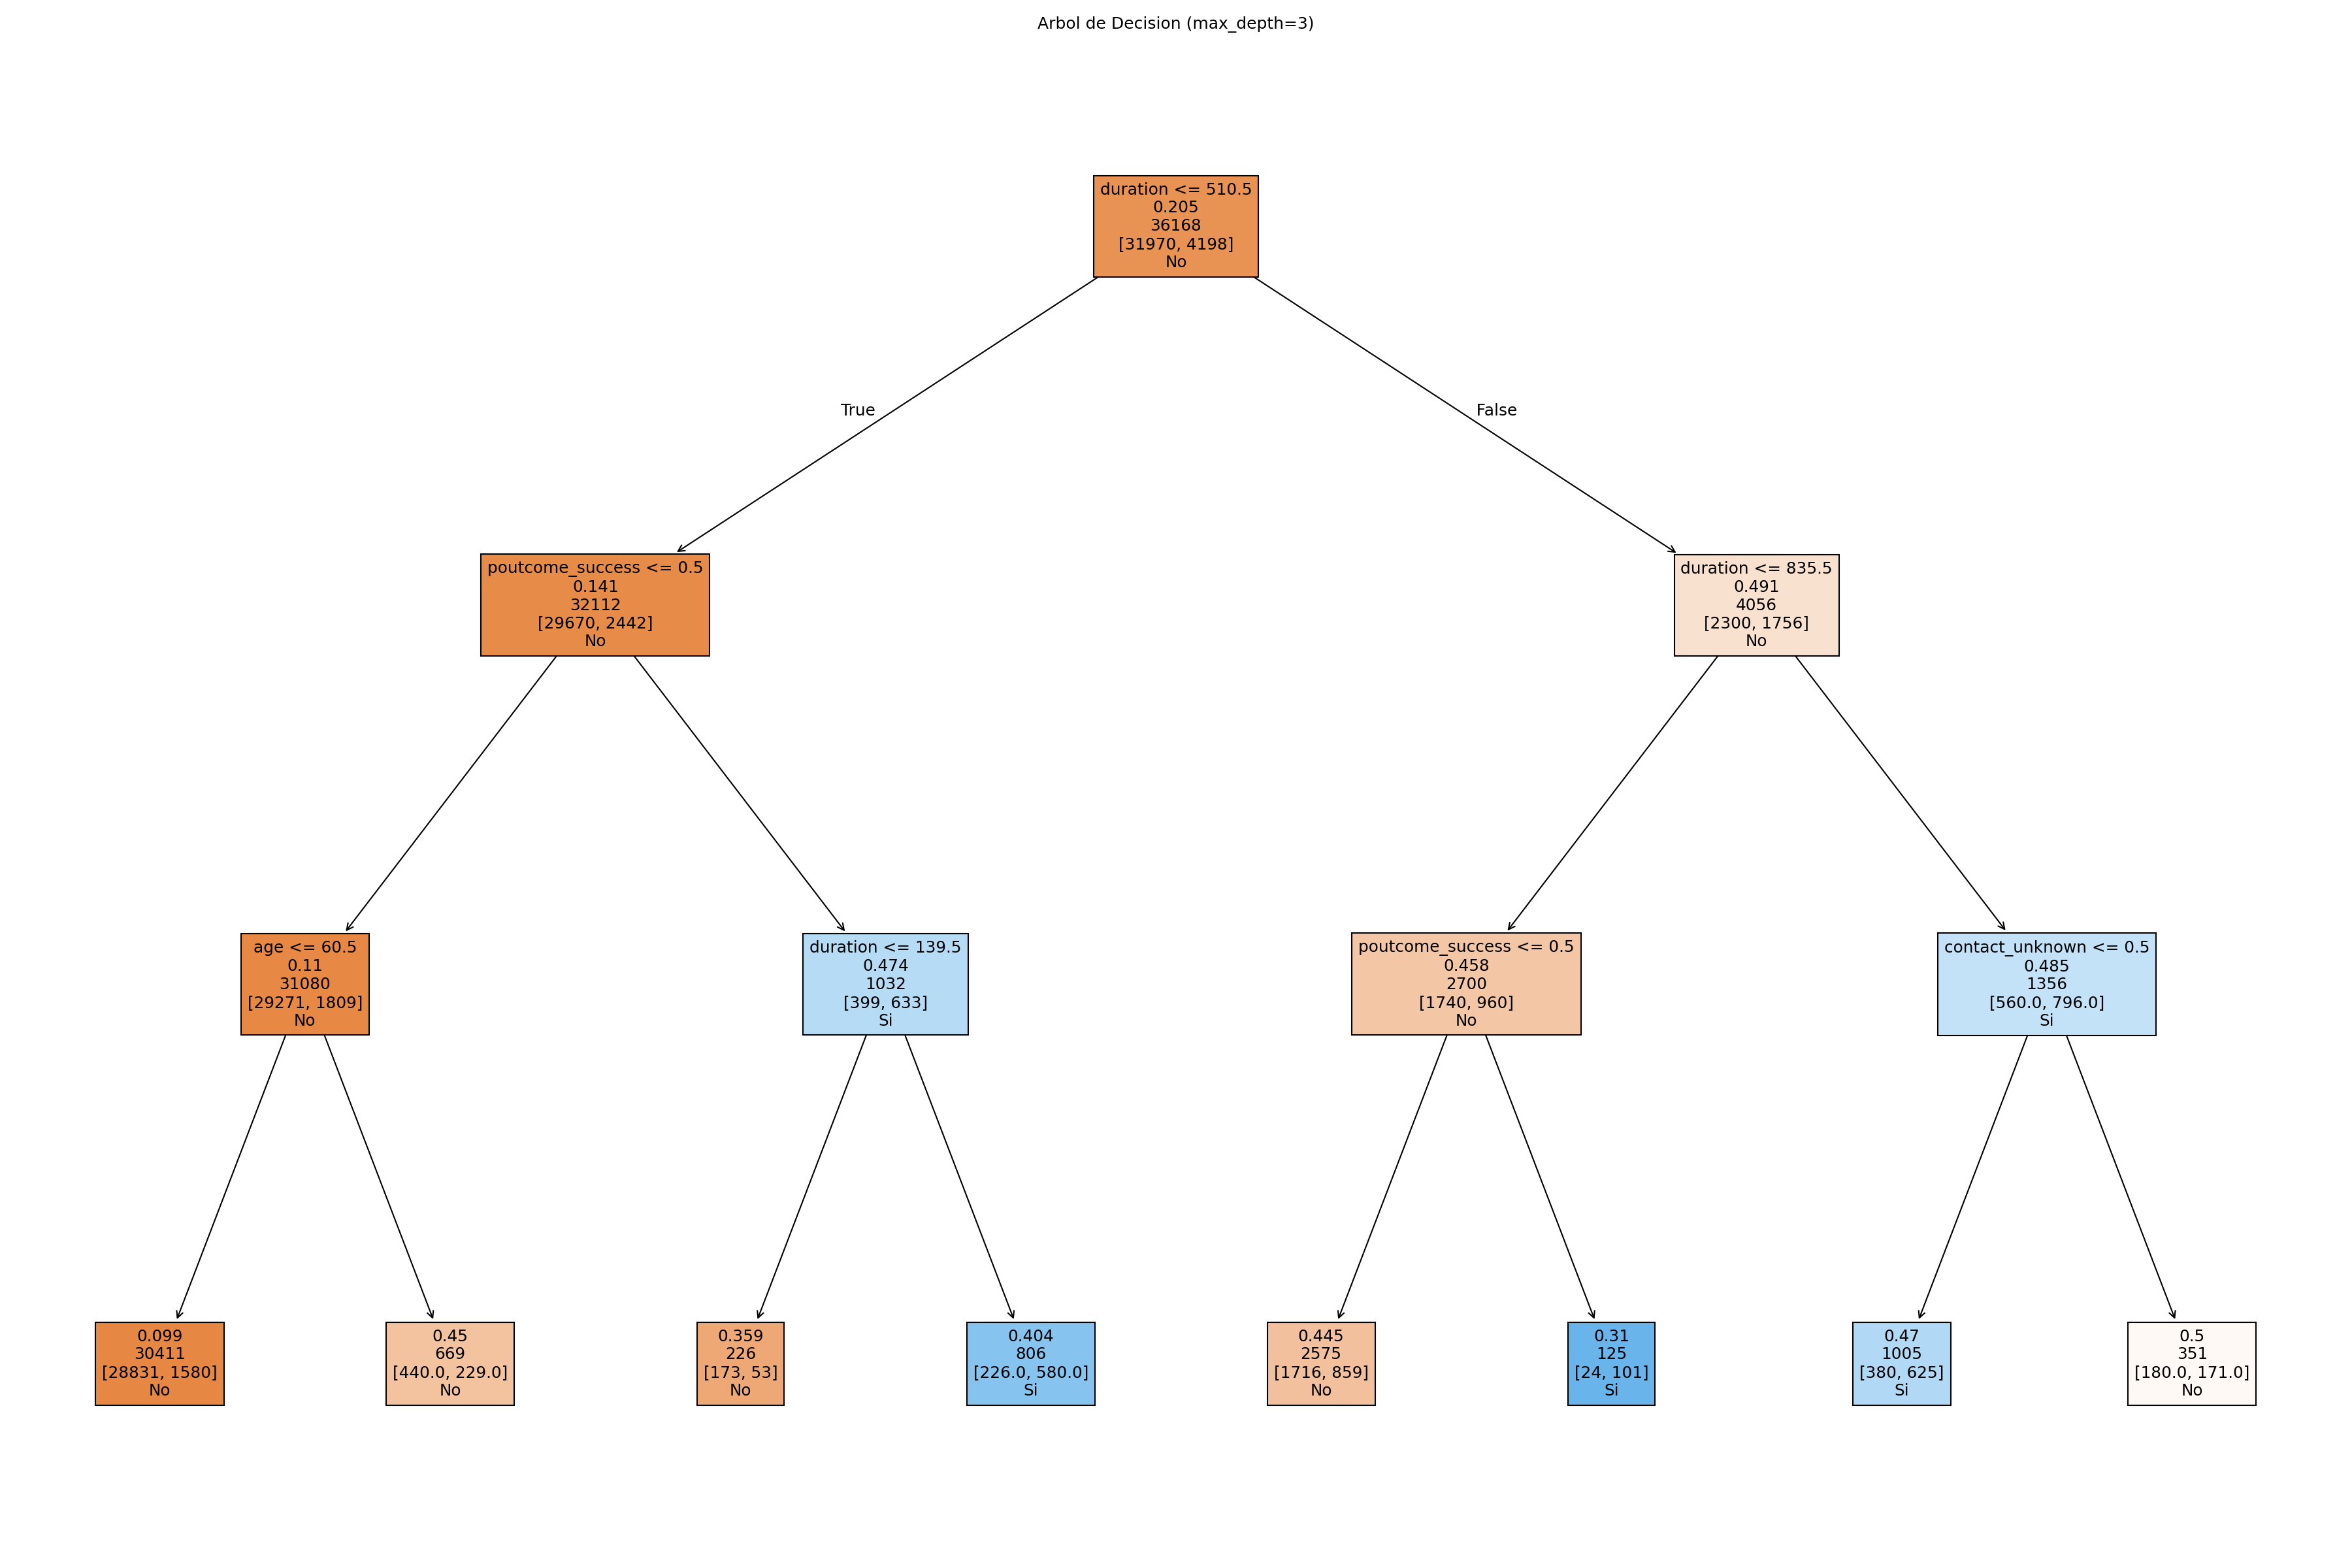 Arbol de Decision (max_depth=3)
duration <= 510.5
0.205
36168
[31970, 4198]
No
True
False
poutcome_success <= 0.5
0.141
32112
[29670, 2442]
No
duration <= 835.5
0.491
4056
[2300, 1756]
No
age <= 60.5
0.11
31080
[29271, 1809]
No
duration <= 139.5
0.474
1032
[399, 633]
Si
poutcome_success <= 0.5
0.458
2700
[1740, 960]
No
contact_unknown <= 0.5
0.485
1356
[560.0, 796.0]
Si
0.099
30411
[28831, 1580]
No
0.45
669
[440.0, 229.0]
No
0.359
226
[173, 53]
No
0.404
806
[226.0, 580.0]
Si
0.445
2575
[1716, 859]
No
0.31
125
[24, 101]
Si
0.47
1005
[380, 625]
Si
0.5
351
[180.0, 171.0]
No